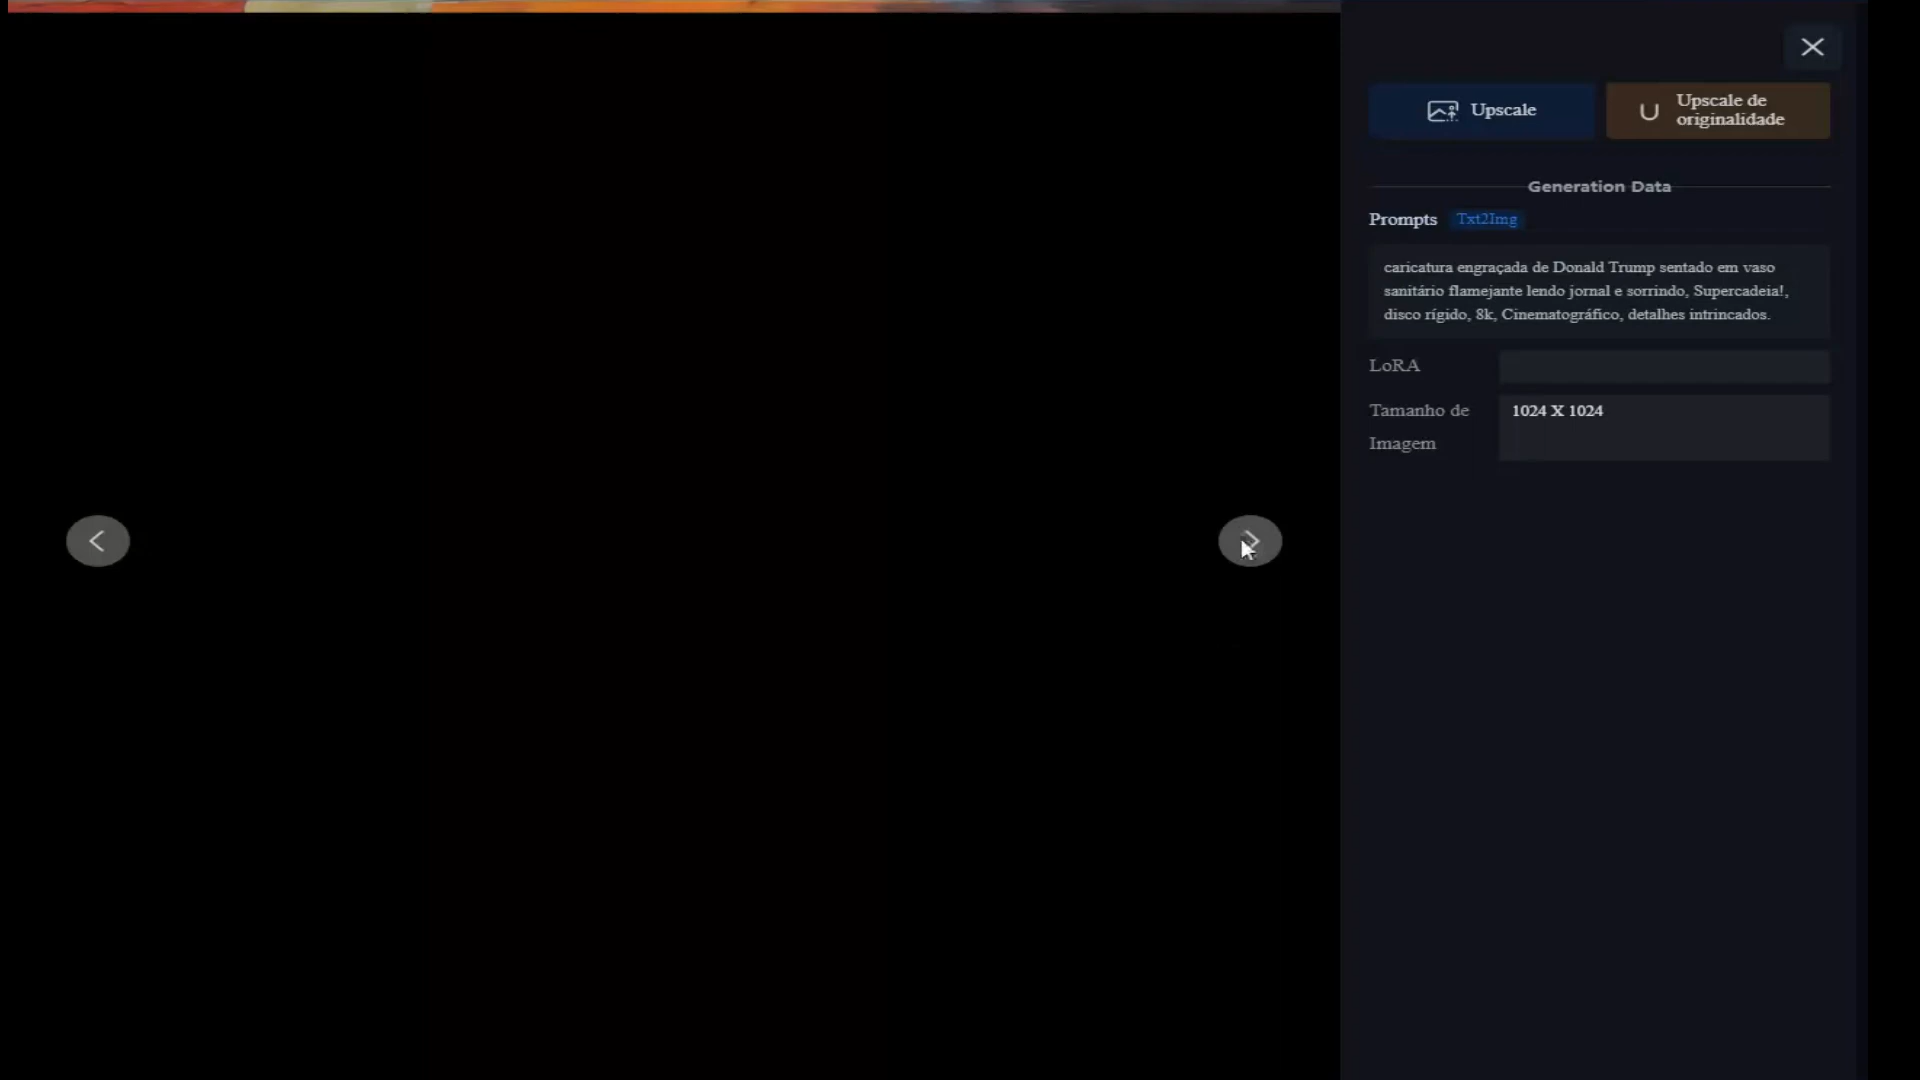 Upscale
Upscale de
originalidade
Generation Data
Prompts Txt2Img
caricatura engraçada de Donald Trump sentado em vaso
sanitário flamejante lendo jornal e sorrindo, Supercadeia!,
disco rígido, 8k, Cinematográfico, detalhes intrincados.
LoRA
Tamanho de 1024 X 1024
Imagem